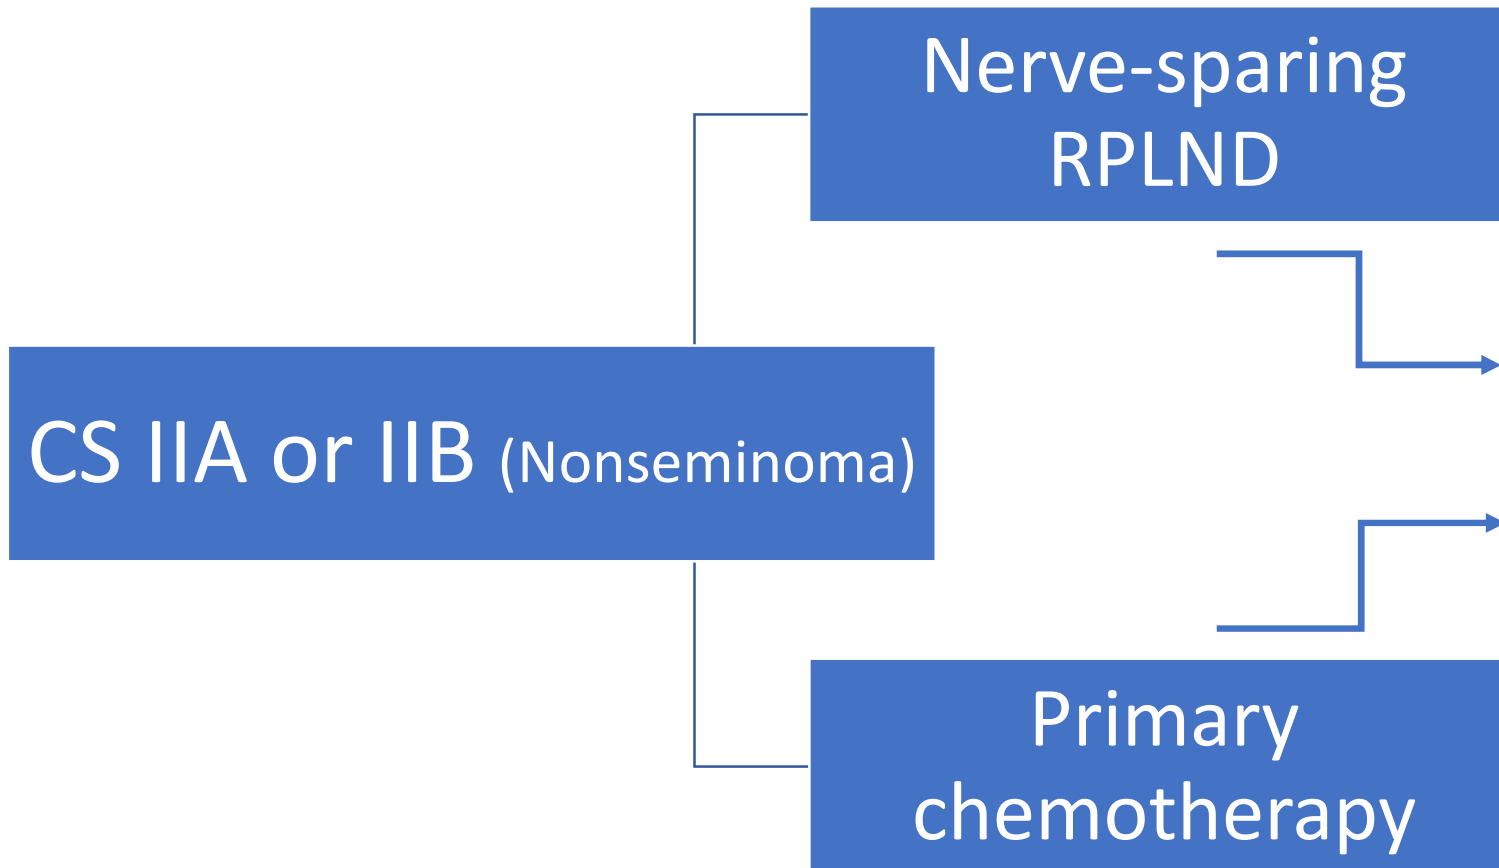 Nerve-sparing
RPLND
CS IIA or IIB (Nonseminoma)
Primary
chemotherapy